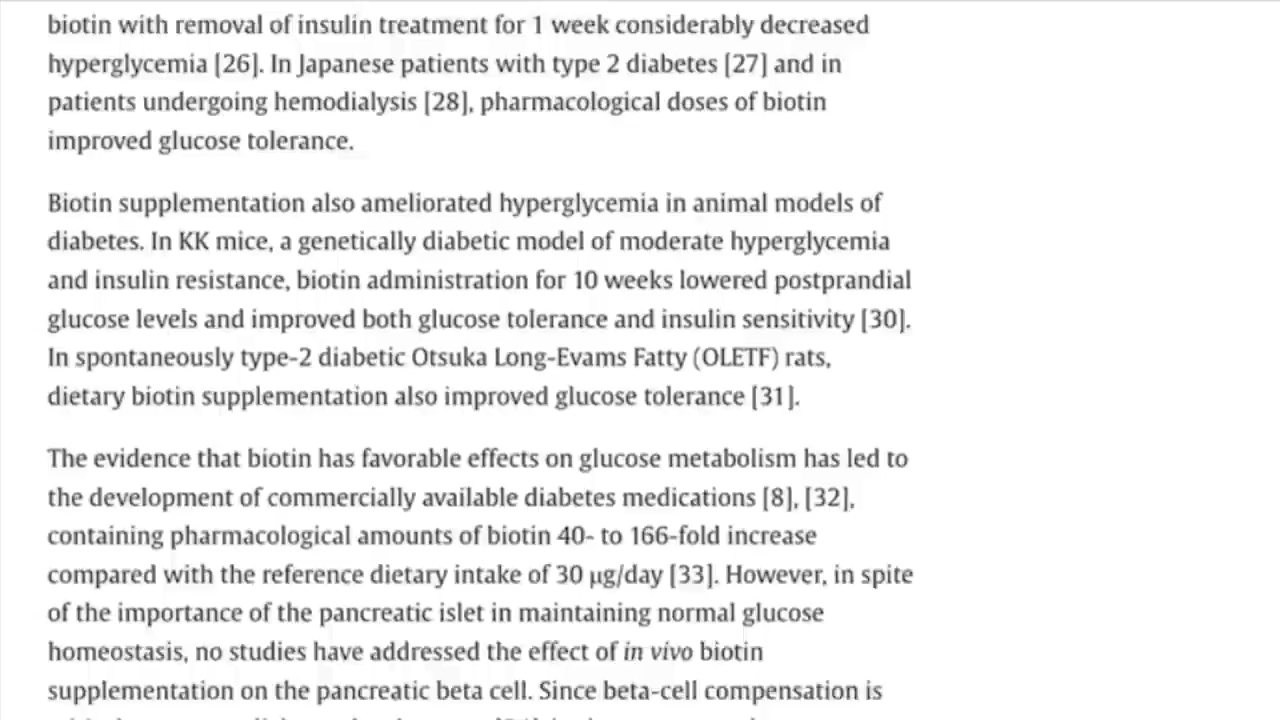 biotin with removal of insulin treatment for 1 week considerably decreased
hyperglycemia [26]. In Japanese patients with type 2 diabetes [27] and in
patients undergoing hemodialysis [28], pharmacological doses of biotin
improved glucose tolerance.
Biotin supplementation also ameliorated hyperglycemia in animal models of
diabetes. In KK mice, a genetically diabetic model of moderate hyperglycemia
and insulin resistance, biotin administration for 10 weeks lowered postprandial
glucose levels and improved both glucose tolerance and insulin sensitivity [30].
In spontaneously type-2 diabetic Otsuka Long-Evams Fatty (OLETF) rats,
dietary biotin supplementation also improved glucose tolerance [31].
The evidence that biotin has favorable effects on glucose metabolism has led to
the development of commercially available diabetes medications [8], [32],
containing pharmacological amounts of biotin 40- to 166-fold increase
compared with the reference dietary intake of 30 µg/day [33]. However, in spite
of the importance of the pancreatic islet in maintaining normal glucose
homeostasis, no studies have addressed the effect of in vivo biotin
supplementation on the pancreatic beta cell. Since beta-cell compensation is